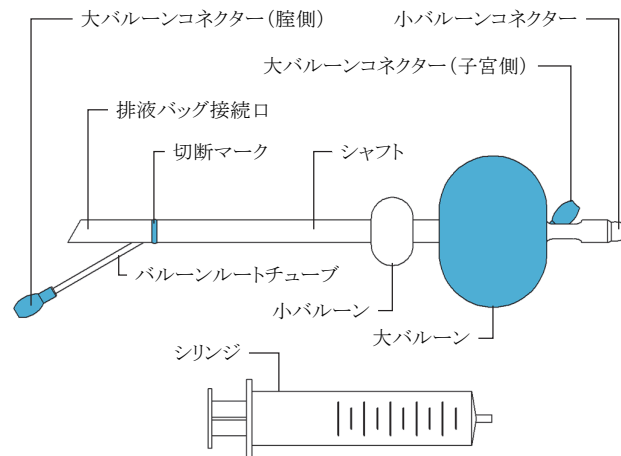 大バルーンコネクター（腟側）
小バルーンコネクター
大バルーンコネクター（子宮側）
排液バッグ接続口
切断マーク
シャフト
バルーンルートチューブ
小バルーン
大バルーン
シリンジ